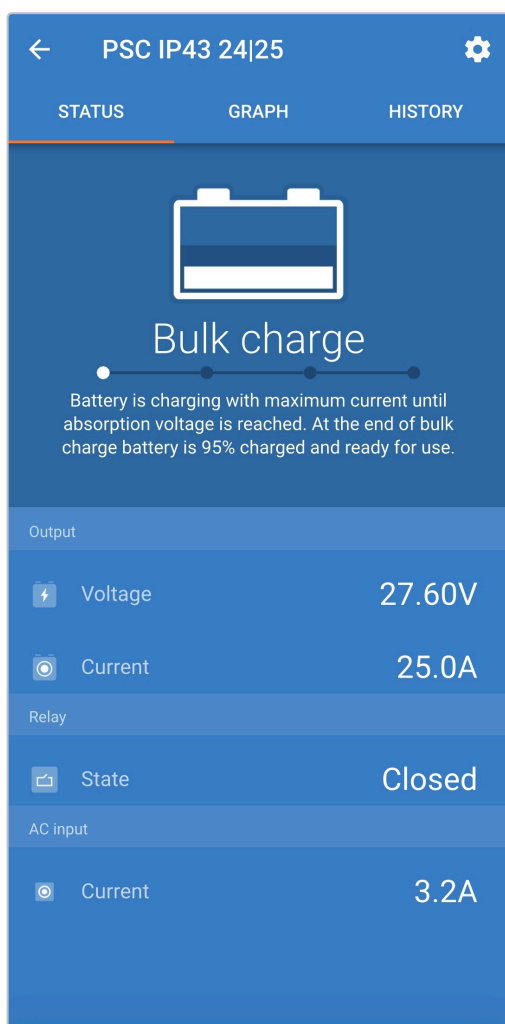 PSC IP43 24|25
STATUS GRAPH HISTORY
Bulk charge
Battery is charging with maximum current until
absorption voltage is reached. At the end of bulk
charge battery is 95% charged and ready for use.
Output
Voltage 27.60V
Current 25.0A
Relay
State Closed
AC input
Current 3.2A